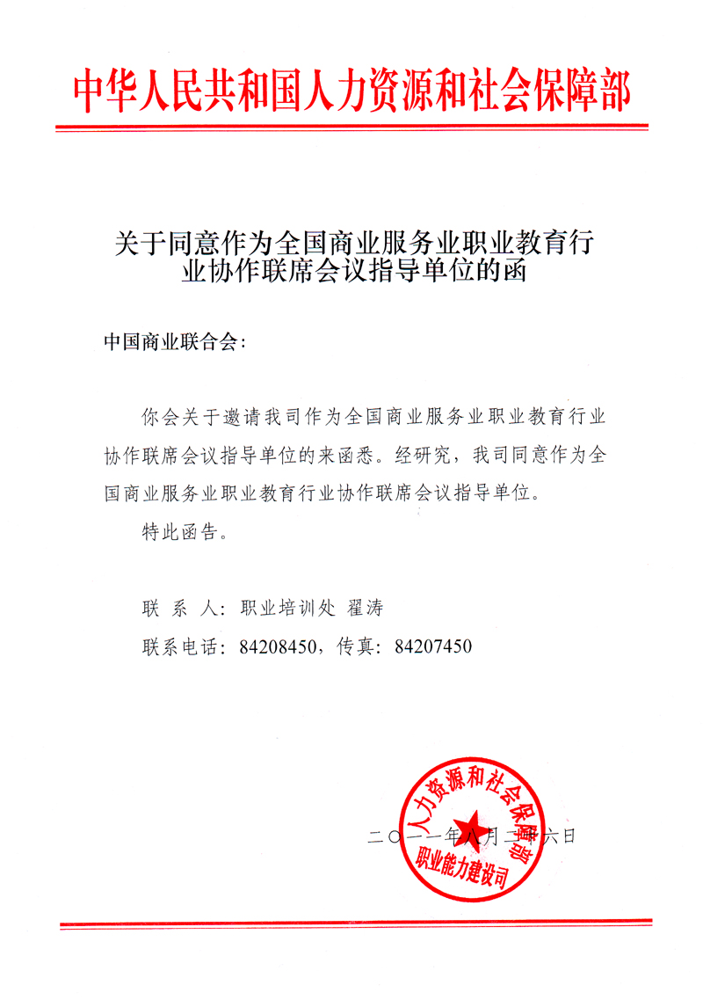 中华人民共和国人力资源和社会保障部
关于同意作为全国商业服务业职业教育行
业协作联席会议指导单位的函
中国商业联合会：
你会关于邀请我司作为全国商业服务业职业教育行业
协作联席会议指导单位的来函悉。经研究，我司同意作为全
国商业服务业职业教育行业协作联席会议指导单位。
特此函告。
联 系 人：职业培训处 翟涛
联系电话：84208450，传真：84207450
人力资源和社会保障部
二〇一一年八月二十六日
职业能力建设司